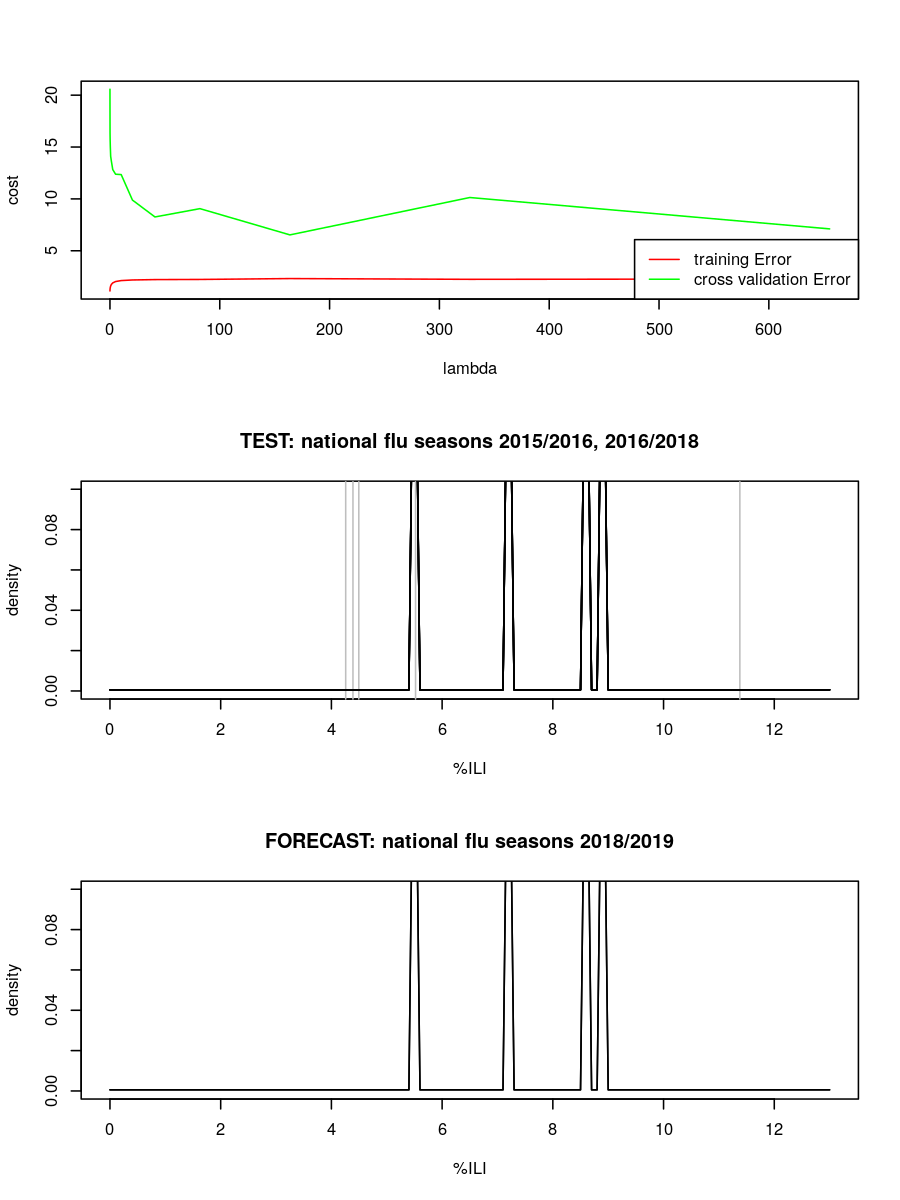 20
15
10
5
cost
training Error
cross validation Error
0 100 200 300 400 500 600
lambda
TEST: national flu seasons 2015/2016, 2016/2018
0.08
0.04
0.00
density
0 2 4 6 8 10 12
%ILI
FORECAST: national flu seasons 2018/2019
0.08
0.04
0.00
density
0 2 4 6 8 10 12
%ILI